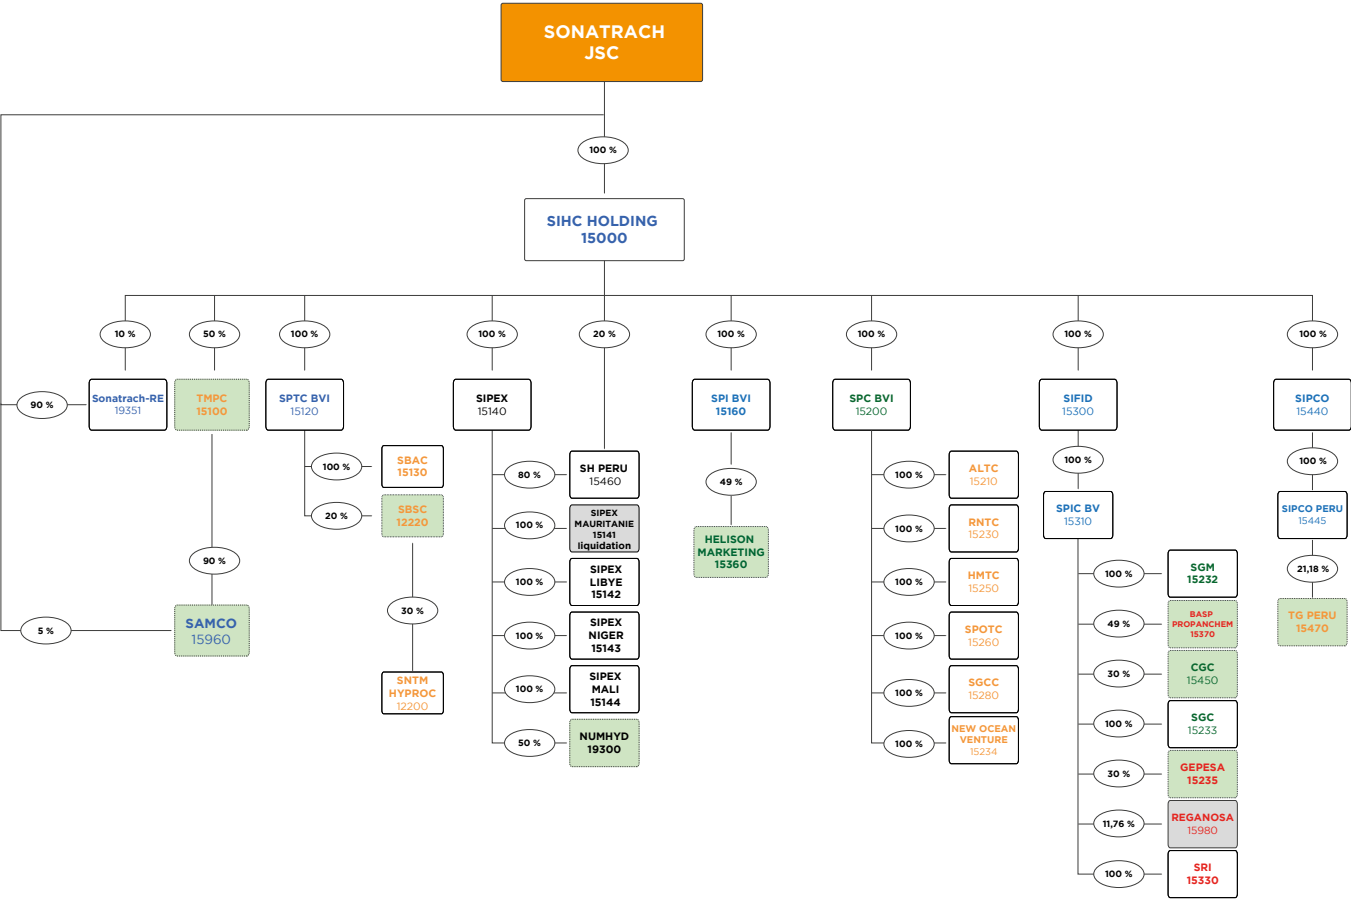 SONATRACH
JSC
100 %
SIHC HOLDING
15000
10 %
50 %
100 %
100 %
20 %
100 %
100 %
100 %
100 %
90 %
Sonatrach-RE
19351
TMPC
15100
SPTC BVI
15120
SIPEX
15140
SPI BVI
15160
SPC BVI
15200
SIFID
15300
SIPCO
15440
100 %
SBAC
15130
20 %
SBSC
12220
30 %
SNTM
HYPROC
12200
90 %
5 %
SAMCO
15960
80 %
SH PERU
15460
100 %
SIPEX
MAURITANIE
15141
liquidation
100 %
SIPEX
LIBYE
15142
100 %
SIPEX
NIGER
15143
100 %
SIPEX
MALI
15144
50 %
NUMHYD
19300
49 %
HELISON
MARKETING
15360
100 %
ALTC
15210
100 %
RNTC
15230
100 %
HMTC
15250
100 %
SPOTC
15260
100 %
SGCC
15280
100 %
NEW OCEAN
VENTURE
15234
100 %
SPIC BV
15310
100 %
SGM
15232
49 %
BASP
PROPANCHEM
15370
30 %
CGC
15450
100 %
SGC
15233
30 %
GEPESA
15235
11,76 %
REGANOSA
15980
100 %
SRI
15330
100 %
SIPCO PERU
15445
21,18 %
TG PERU
15470